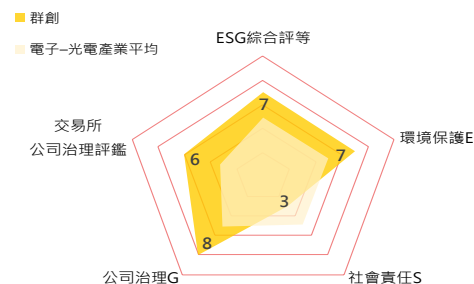 群創
電子–光電產業平均
ESG綜合評等
7
環境保護E
7
社會責任S
3
公司治理G
8
交易所
公司治理評鑑
6